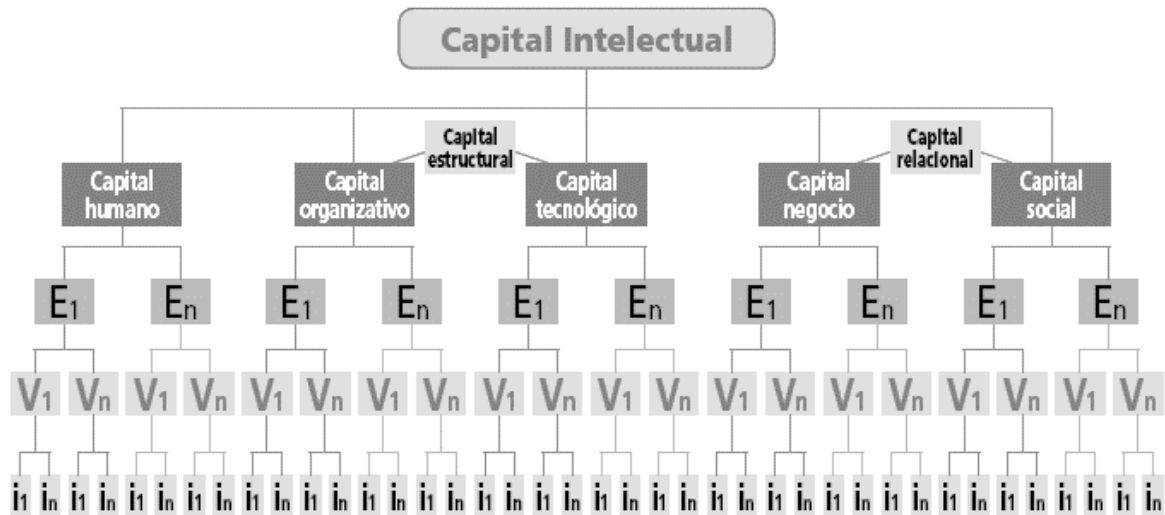 Capital Intelectual
Capital
estructural
Capital
relacional
Capital
humano
Capital
organizativo
Capital
tecnológico
Capital
negocio
Capital
social
E1 En E1 En E1 En E1 En E1 En
V1 Vn V1 Vn V1 Vn V1 Vn V1 Vn V1 Vn V1 Vn V1 Vn V1 Vn V1 Vn
i1 in i1 in i1 in i1 in i1 in i1 in i1 in i1 in i1 in i1 in i1 in i1 in i1 in i1 in i1 in i1 in i1 in i1 in i1 in i1 in